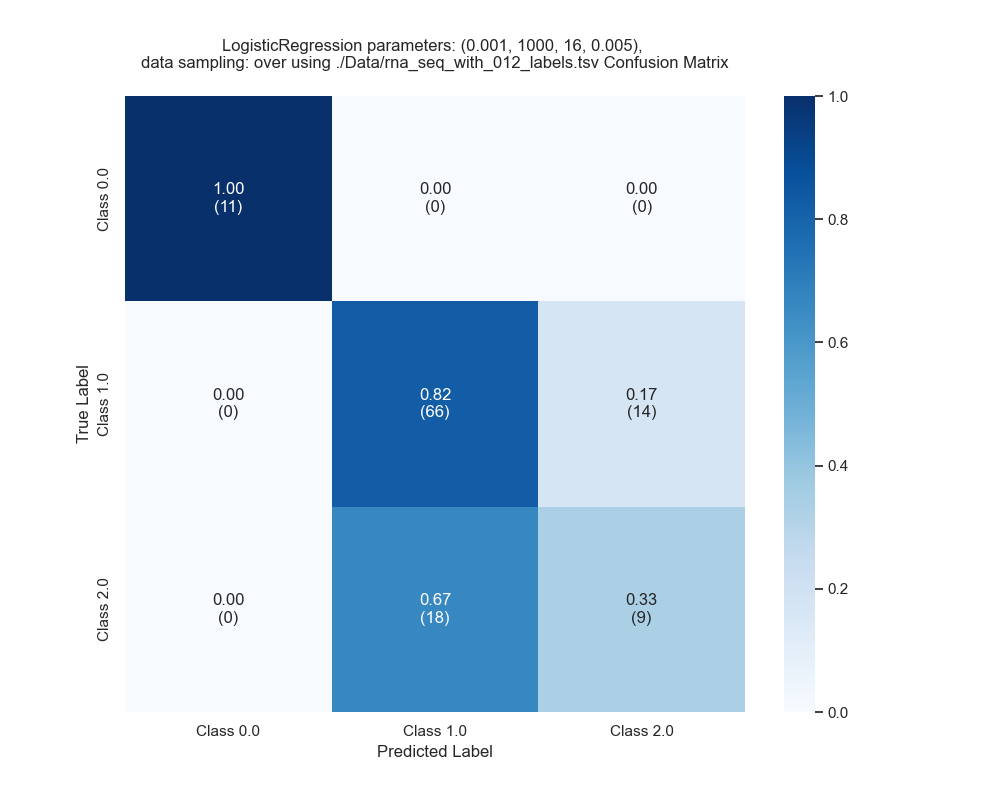 LogisticRegression parameters: (0.001, 1000, 16, 0.005),
data sampling: over using ./Data/rna_seq_with_012_labels.tsv Confusion Matrix
True Label
Class 0.0
1.00
(11)
0.00
(0)
0.00
(0)
Class 1.0
0.00
(0)
0.82
(66)
0.17
(14)
Class 2.0
0.00
(0)
0.67
(18)
0.33
(9)
Class 0.0
Class 1.0
Class 2.0
Predicted Label
1.0
0.8
0.6
0.4
0.2
0.0